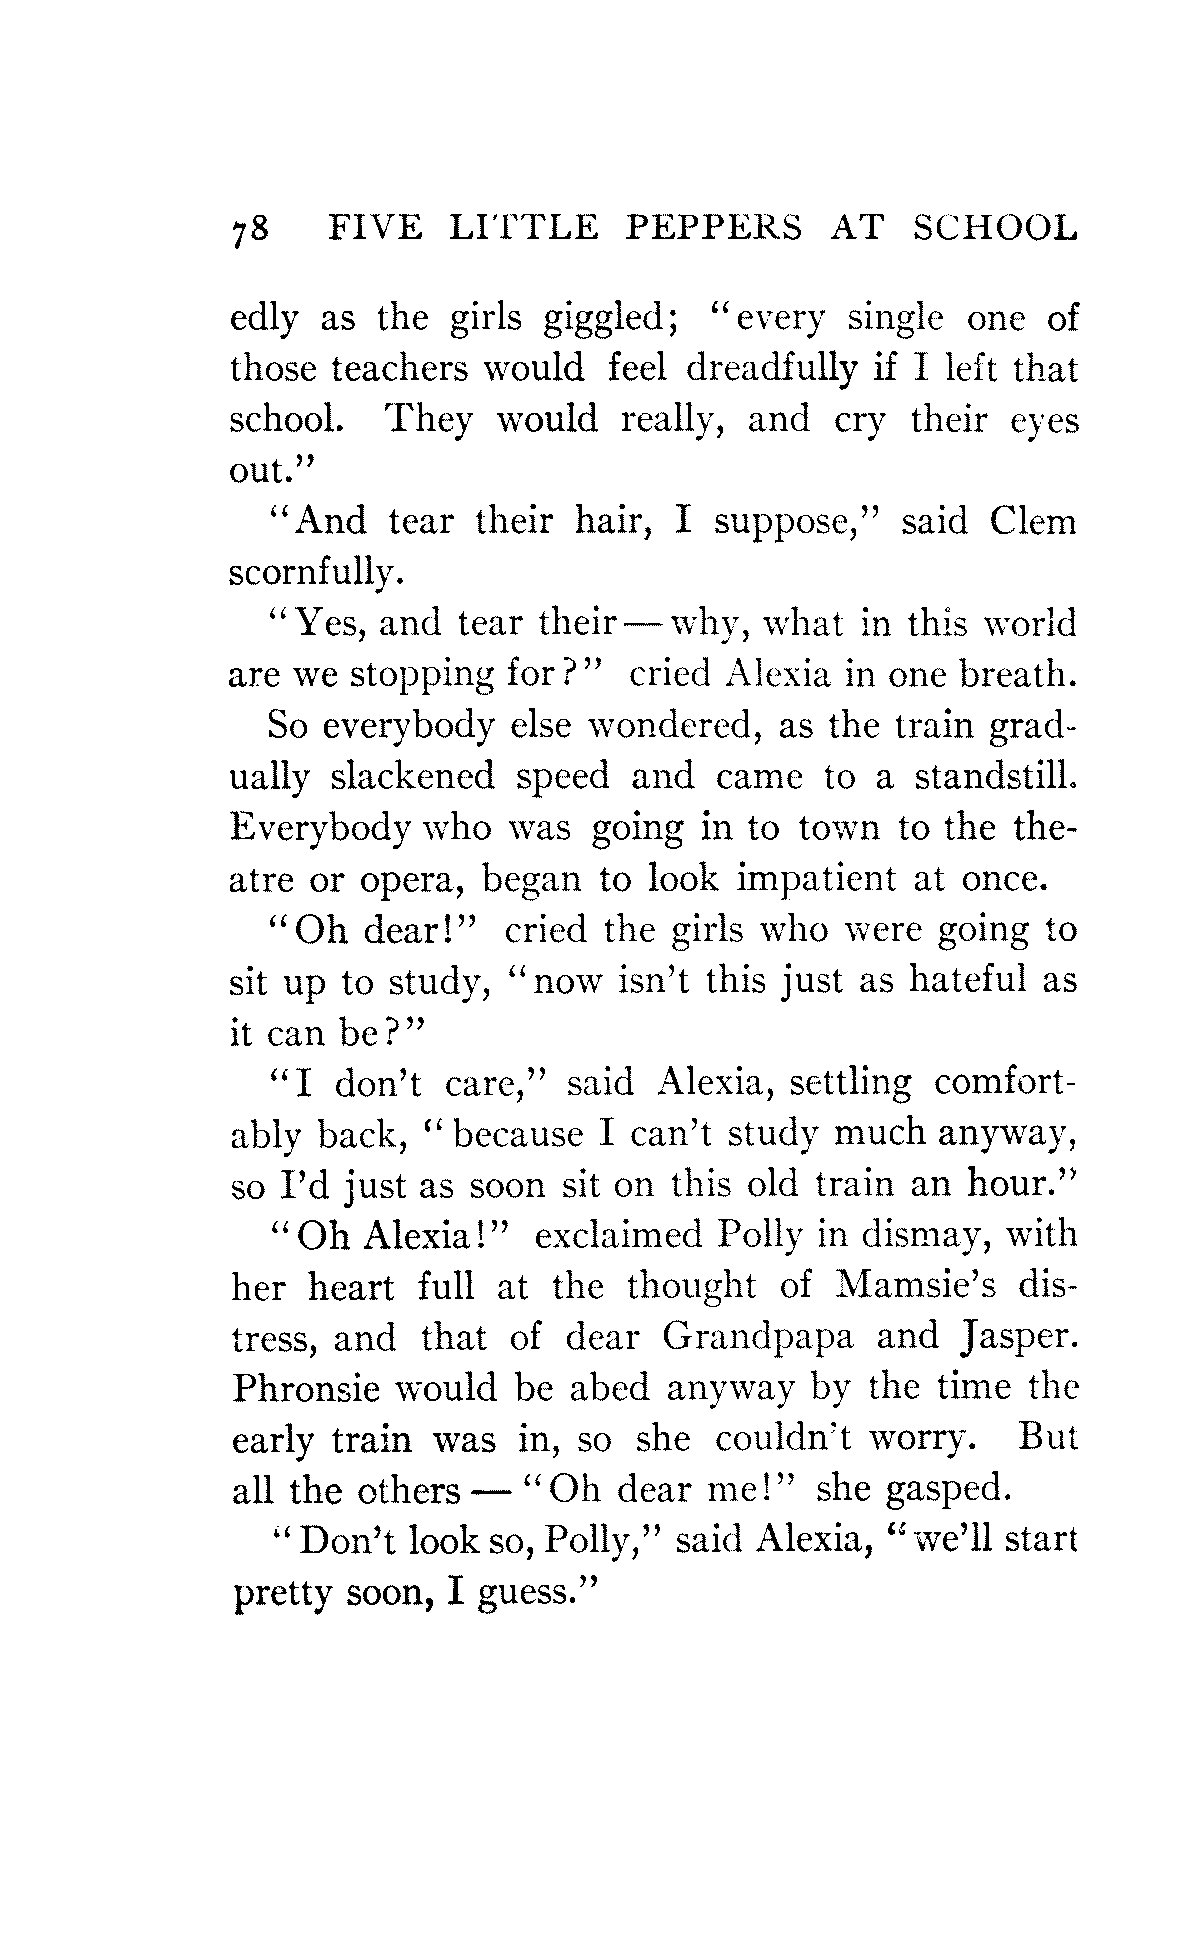 78 FIVE LITTLE PEPPERS AT SCHOOL
edly as the girls giggled; “every single one of
those teachers would feel dreadfully if I left that
school. They would really, and cry their eyes
out.”
“And tear their hair, I suppose,” said Clem
scornfully.
“Yes, and tear their—why, what in this world
are we stopping for?” cried Alexia in one breath.
So everybody else wondered, as the train grad-
ually slackened speed and came to a standstill.
Everybody who was going in to town to the the-
atre or opera, began to look impatient at once.
“Oh dear!” cried the girls who were going to
sit up to study, “now isn’t this just as hateful as
it can be?”
“I don’t care,” said Alexia, settling comfort-
ably back, “because I can’t study much anyway,
so I’d just as soon sit on this old train an hour.”
“Oh Alexia!” exclaimed Polly in dismay, with
her heart full at the thought of Mamsie’s dis-
tress, and that of dear Grandpapa and Jasper.
Phronsie would be abed anyway by the time the
early train was in, so she couldn’t worry. But
all the others—“Oh dear me!” she gasped.
“Don’t look so, Polly,” said Alexia, “we’ll start
pretty soon, I guess.”